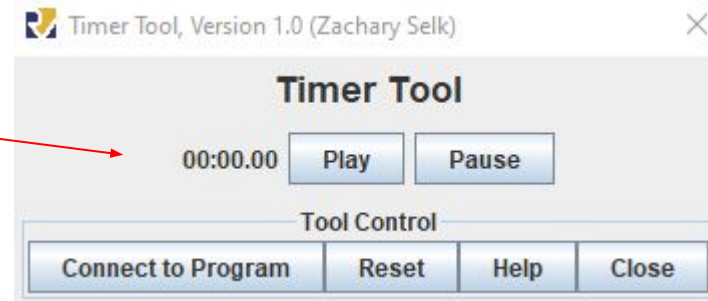 Timer Tool, Version 1.0 (Zachary Selk)
Timer Tool
00:00.00 Play Pause
Tool Control
Connect to Program Reset Help Close